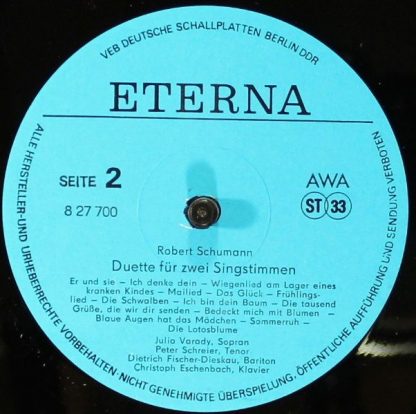 VEB DEUTSCHE SCHALLPLATTEN BERLIN DDR
ETERNA
SEITE 2
8 27 700
AWA
ST 33
Robert Schumann
Duette für zwei Singstimmen
Er und sie – Ich denke dein – Wiegenlied am Lager eines
kranken Kindes – Mailied – Das Glück – Frühlings-
lied – Die Schwalben – Ich bin dein Baum – Die tausend
Grüße, die wir dir senden – Bedeckt mich mit Blumen –
Blaue Augen hat das Mädchen – Sommerruh –
Die Lotosblume
Julia Varady, Sopran
Peter Schreier, Tenor
Dietrich Fischer-Dieskau, Bariton
Christoph Eschenbach, Klavier
ALLE HERSTELLER-UND URHEBERRECHTE VORBEHALTEN·NICHT GENEHMIGTE ÜBERSPIELUNG, ÖFFENTLICHE AUFFÜHRUNG UND SENDUNG VERBOTEN